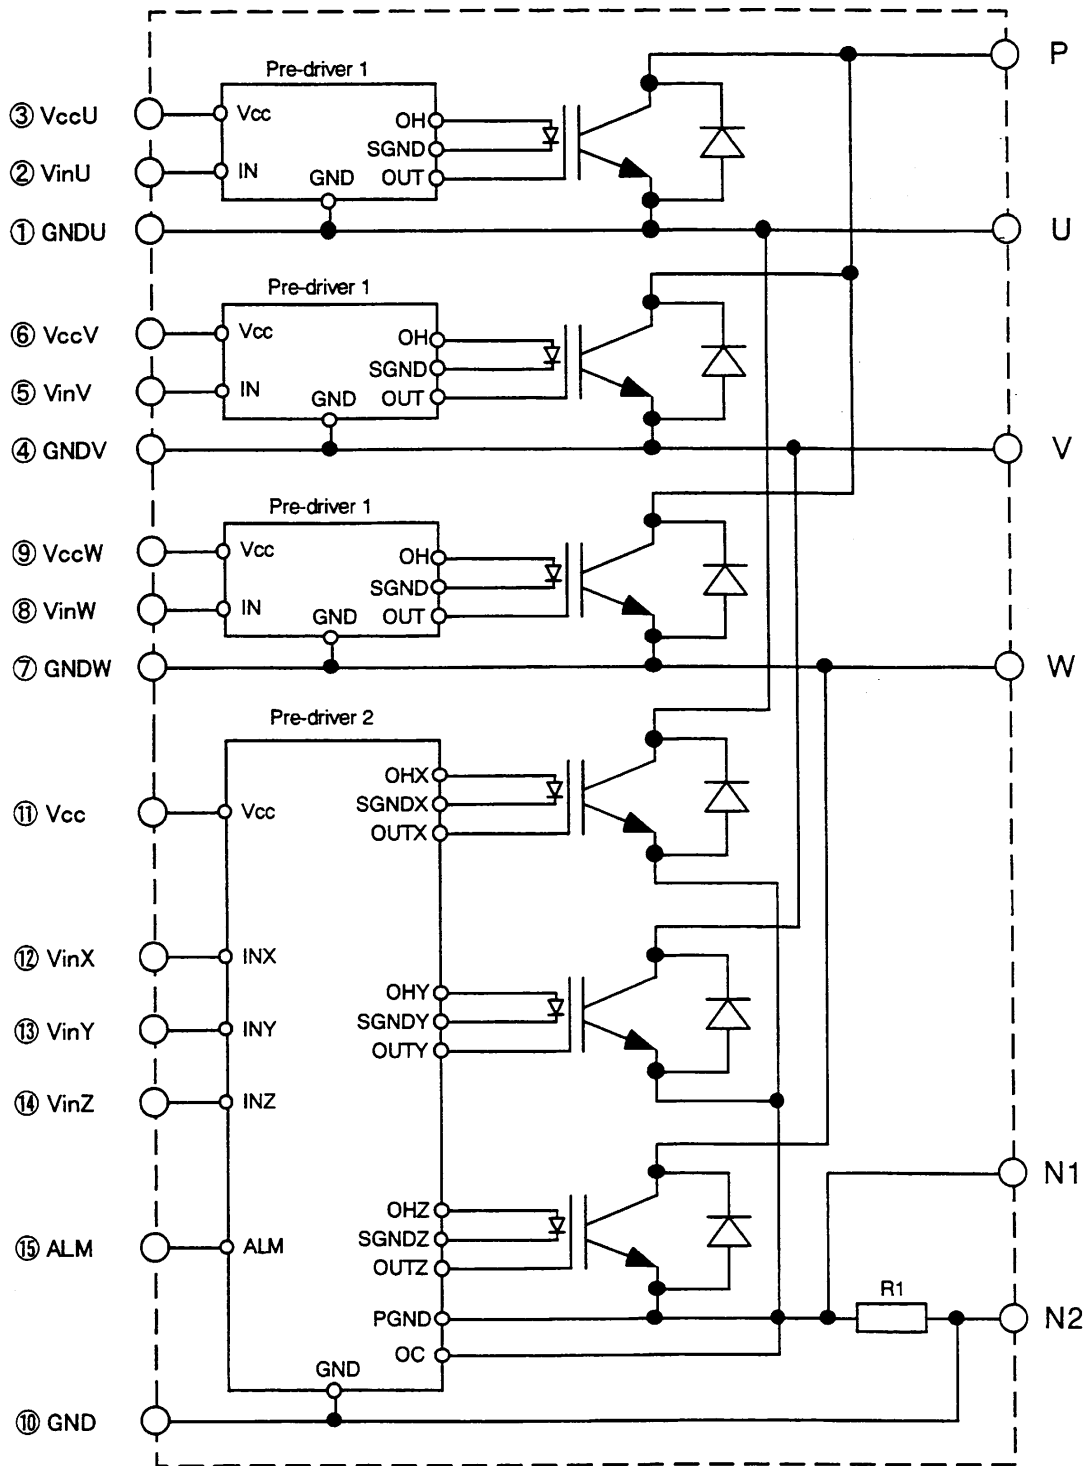 P
Pre-driver 1
③ VccU
Vcc
OH
SGND
② VinU
IN
GND
OUT
① GNDU
U
Pre-driver 1
⑥ VccV
Vcc
OH
SGND
⑤ VinV
IN
GND
OUT
④ GNDV
V
Pre-driver 1
⑨ VccW
Vcc
OH
SGND
⑧ VinW
IN
GND
OUT
⑦ GNDW
W
Pre-driver 2
OHX
SGNDX
⑪ Vcc
Vcc
OUTX
⑫ VinX
INX
OHY
SGNDY
⑬ VinY
INY
OUTY
⑭ VinZ
INZ
N1
OHZ
SGNDZ
⑮ ALM
ALM
OUTZ
R1
PGND
N2
OC
GND
⑩ GND